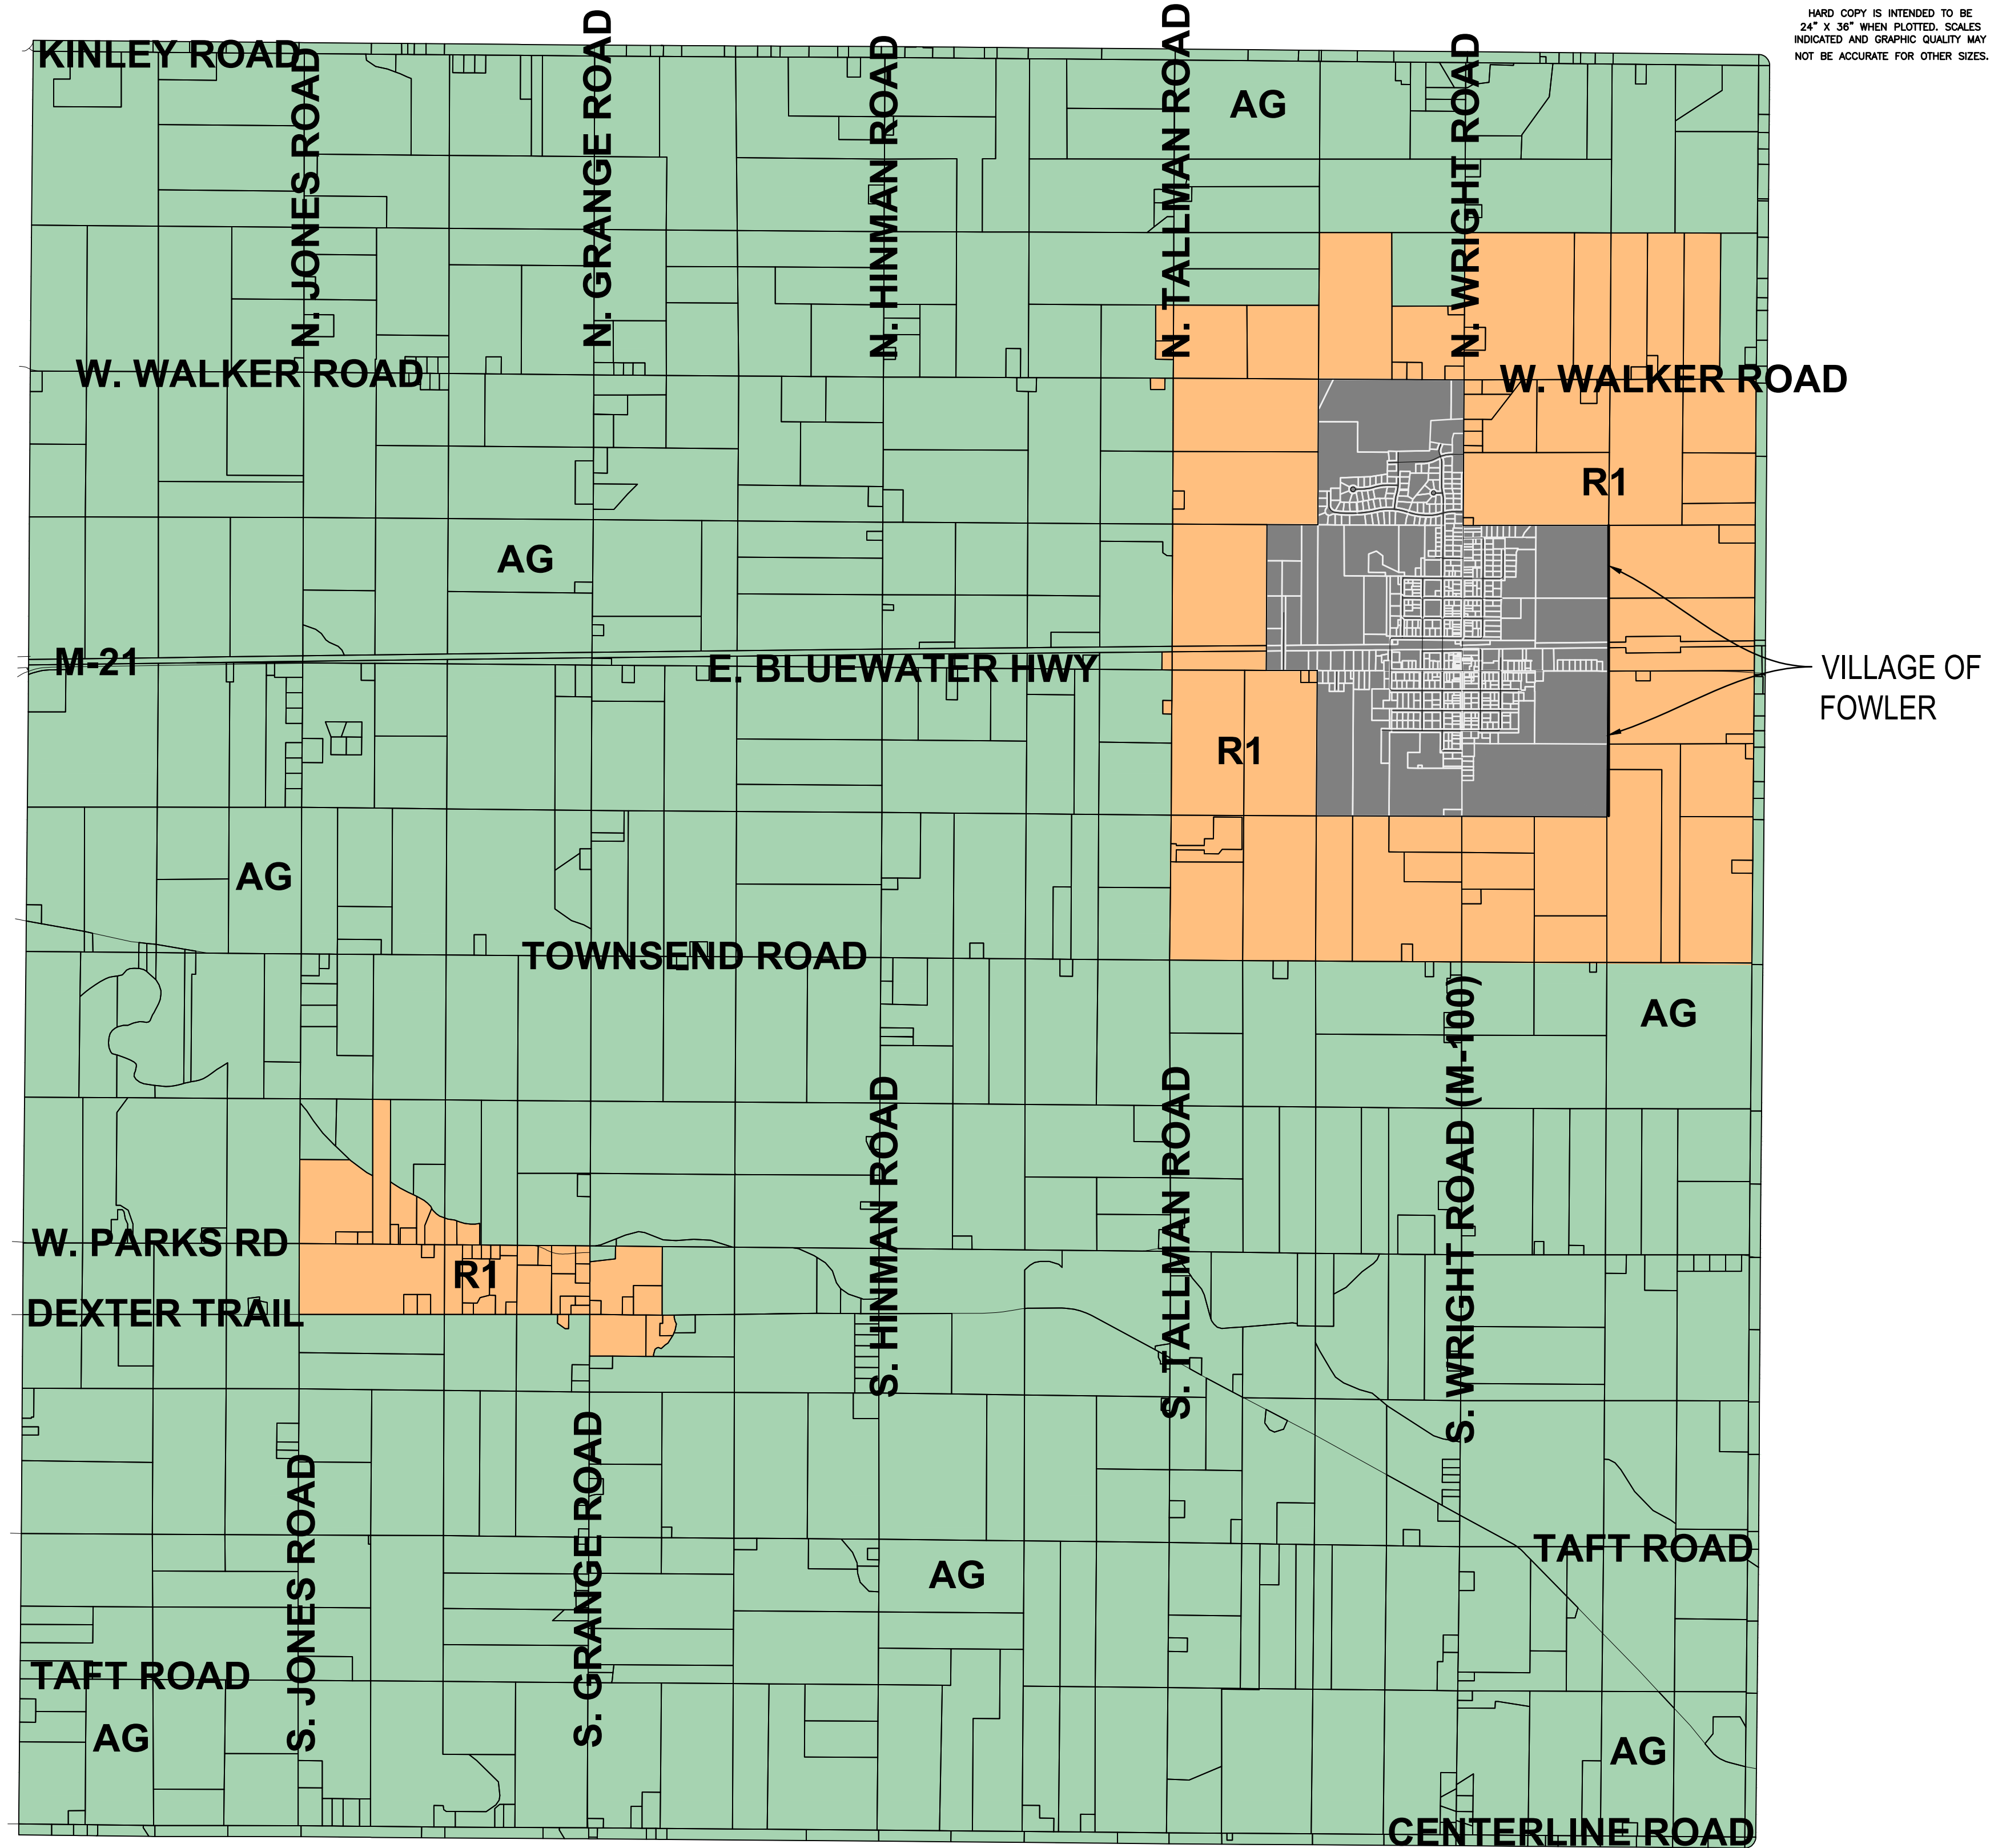 HARD COPY IS INTENDED TO BE
24" X 36" WHEN PLOTTED. SCALES
INDICATED AND GRAPHIC QUALITY MAY
NOT BE ACCURATE FOR OTHER SIZES.
KINLEY ROAD
N. JONES ROAD
N. GRANGE ROAD
N. HINMAN ROAD
N. TALLMAN ROAD
N. WRIGHT ROAD
AG
W. WALKER ROAD
W. WALKER ROAD
R1
AG
M-21
E. BLUEWATER HWY
VILLAGE OF
FOWLER
R1
AG
TOWNSEND ROAD
AG
S. HINMAN ROAD
S. TALLMAN ROAD
S. WRIGHT ROAD (M-100)
W. PARKS RD
R1
DEXTER TRAIL
S. JONES ROAD
S. GRANGE ROAD
TAFT ROAD
AG
TAFT ROAD
AG
AG
CENTERLINE ROAD